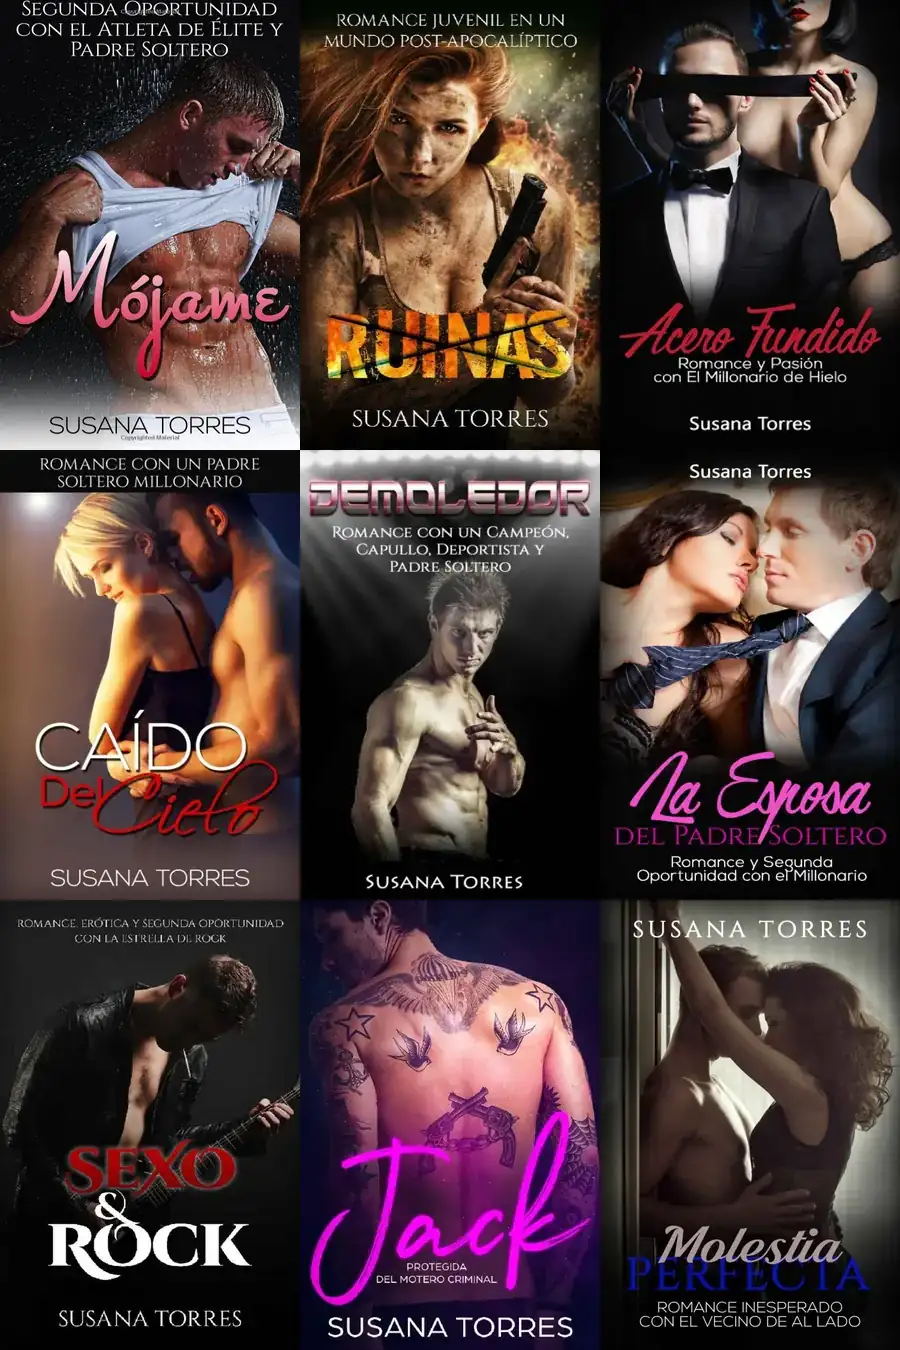 SEGUNDA OPORTUNIDAD
CON EL ATLETA DE ÉLITE Y
PADRE SOLTERO
Mójame
SUSANA TORRES
Copyrighted Material
ROMANCE JUVENIL EN UN
MUNDO POST-APOCALÍPTICO
RUINAS
SUSANA TORRES
Acero Fundido
Romance y Pasión
con El Millonario de Hielo
Susana Torres
ROMANCE CON UN PADRE
SOLTERO MILLONARIO
CAÍDO
Del Cielo
SUSANA TORRES
DEMOLEDOR
ROMANCE CON UN CAMPEÓN,
CAPULLO, DEPORTISTA Y
PADRE SOLTERO
SUSANA TORRES
Susana Torres
La Esposa
DEL PADRE SOLTERO
Romance y Segunda
Oportunidad con el Millonario
ROMANCE, ERÓTICA Y SEGUNDA OPORTUNIDAD
CON LA ESTRELLA DE ROCK
SEXO
&
ROCK
SUSANA TORRES
Jack
PROTEGIDA
DEL MOTERO CRIMINAL
SUSANA TORRES
SUSANA TORRES
Molestia
PERFECTA
ROMANCE INESPERADO
CON EL VECINO DE AL LADO